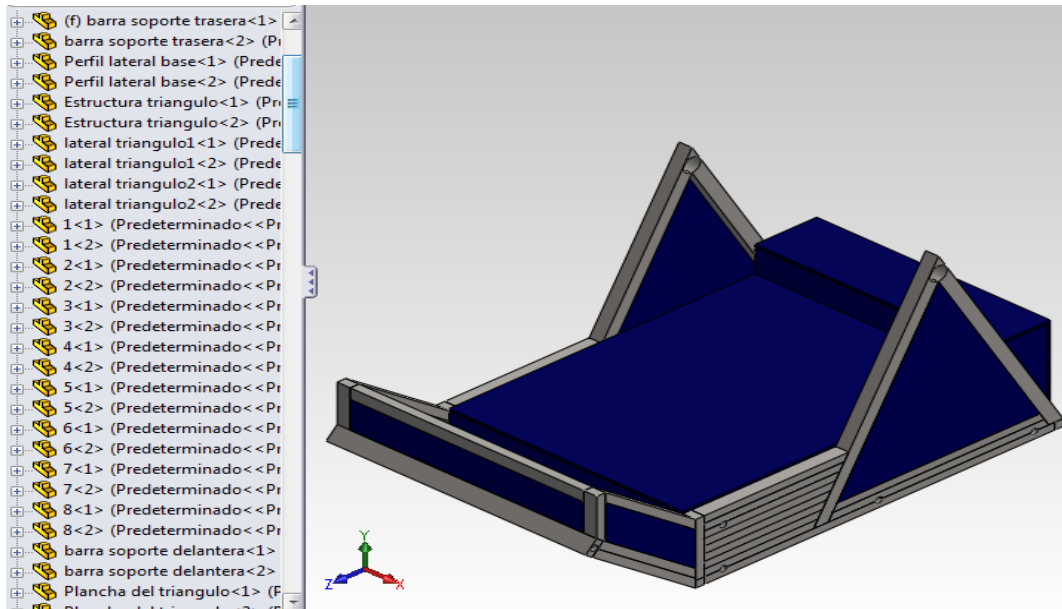 (f) barra soporte trasera<1>
barra soporte trasera<2> (Pr
Perfil lateral base<1> (Prede
Perfil lateral base<2> (Prede
Estructura triangulo<1> (Pre
Estructura triangulo<2> (Pre
lateral triangulo1<1> (Prede
lateral triangulo1<2> (Prede
lateral triangulo2<1> (Prede
lateral triangulo2<2> (Prede
1<1> (Predeterminado<<Pr
1<2> (Predeterminado<<Pr
2<1> (Predeterminado<<Pr
2<2> (Predeterminado<<Pr
3<1> (Predeterminado<<Pr
3<2> (Predeterminado<<Pr
4<1> (Predeterminado<<Pr
4<2> (Predeterminado<<Pr
5<1> (Predeterminado<<Pr
5<2> (Predeterminado<<Pr
6<1> (Predeterminado<<Pr
6<2> (Predeterminado<<Pr
7<1> (Predeterminado<<Pr
7<2> (Predeterminado<<Pr
8<1> (Predeterminado<<Pr
8<2> (Predeterminado<<Pr
barra soporte delantera<1>
barra soporte delantera<2>
Plancha del triangulo<1> (P
Y
Z
X